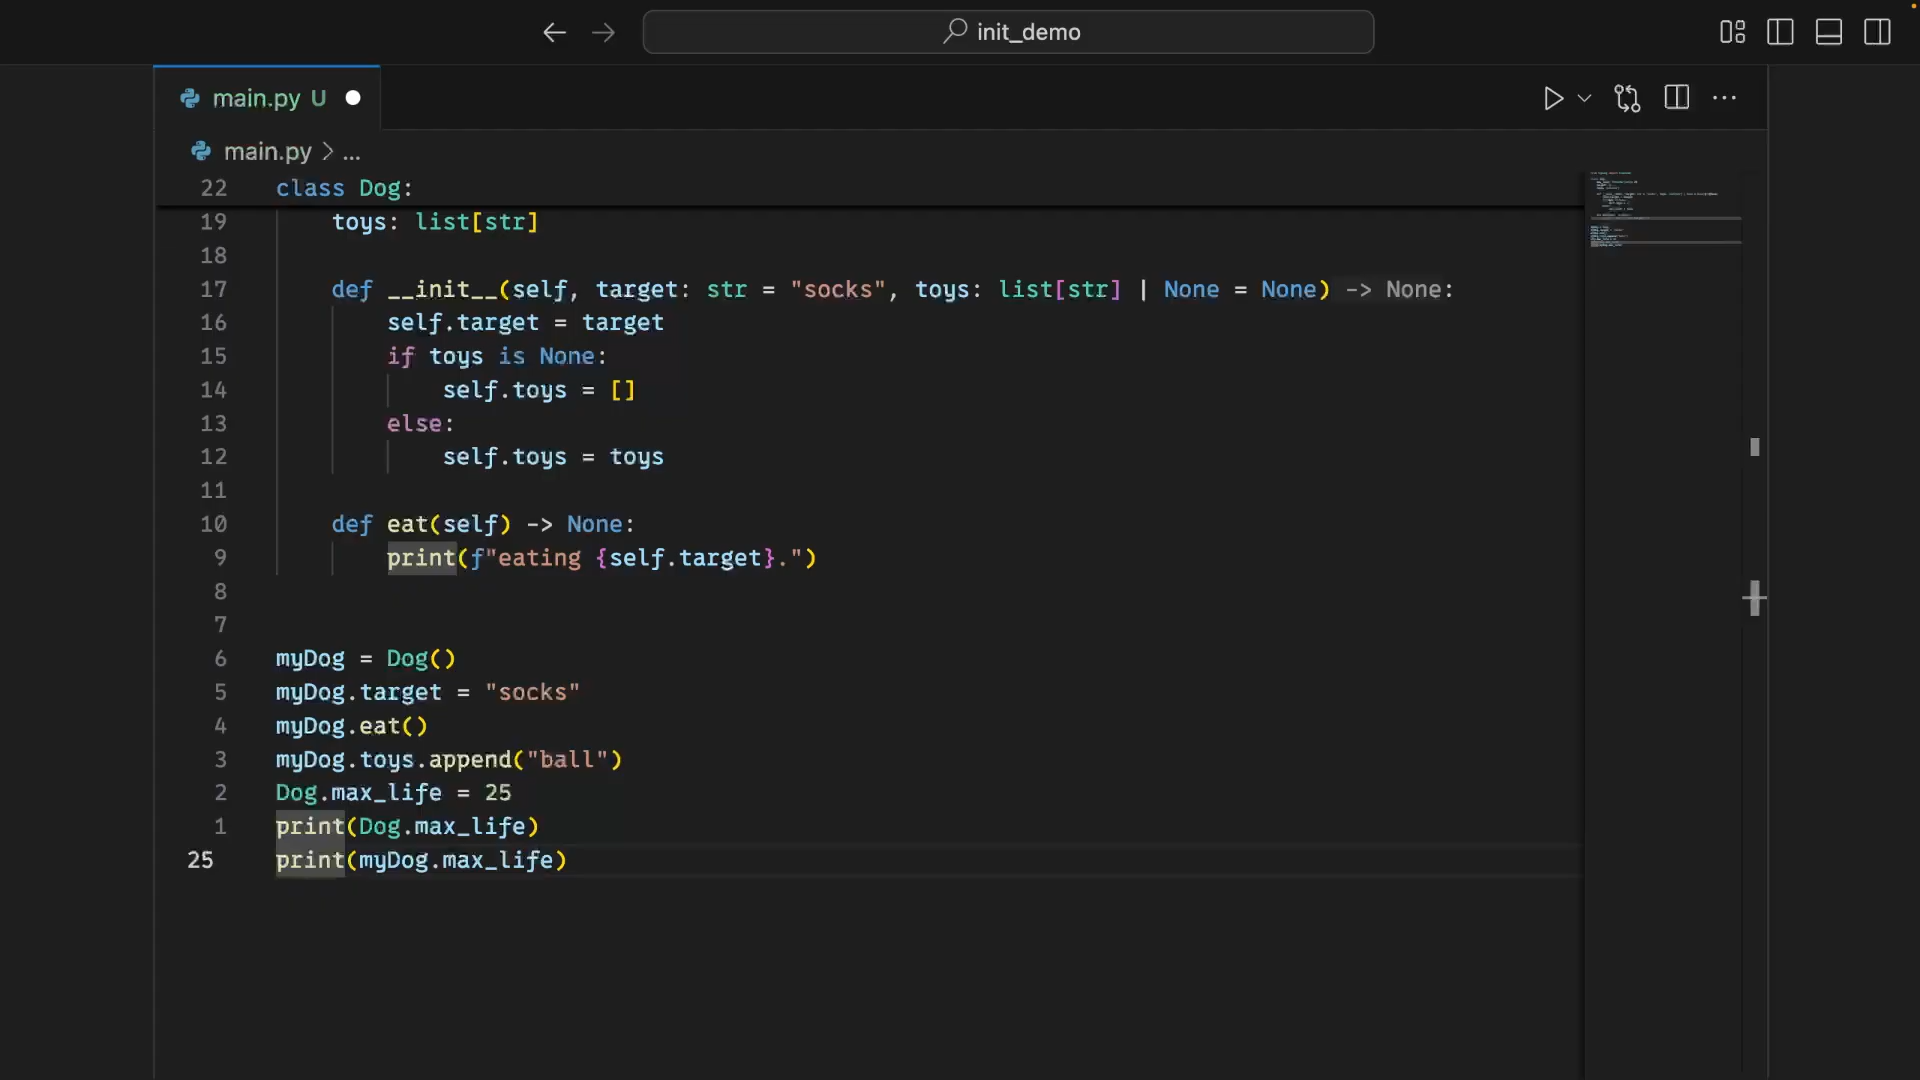 init_demo
main.py U
main.py > ...
22 class Dog:
19 toys: list[str]
18
17 def __init__(self, target: str = "socks", toys: list[str] | None = None) -> None:
16 self.target = target
15 if toys is None:
14 self.toys = []
13 else:
12 self.toys = toys
11
10 def eat(self) -> None:
9 print(f"eating {self.target}.")
8
7
6 myDog = Dog()
5 myDog.target = "socks"
4 myDog.eat()
3 myDog.toys.append("ball")
2 Dog.max_life = 25
1 print(Dog.max_life)
25 print(myDog.max_life)